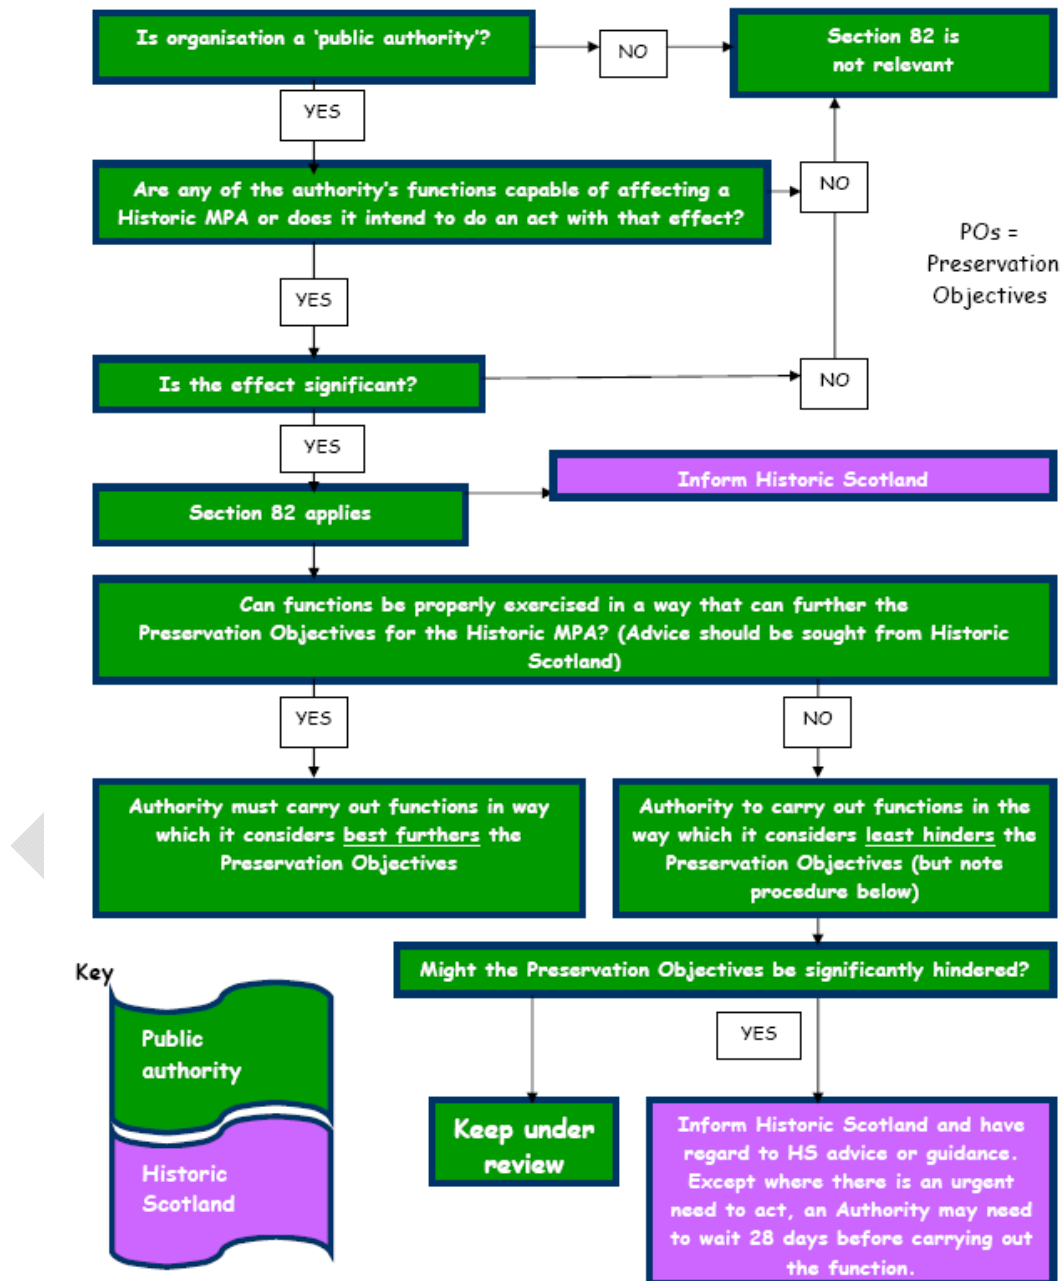 Is organisation a ‘public authority’?
NO
Section 82 is
not relevant
YES
Are any of the authority’s functions capable of affecting a
Historic MPA or does it intend to do an act with that effect?
NO
POs =
Preservation
Objectives
YES
Is the effect significant?
NO
YES
Inform Historic Scotland
Section 82 applies
Can functions be properly exercised in a way that can further the
Preservation Objectives for the Historic MPA? (Advice should be sought from Historic
Scotland)
YES
NO
Authority must carry out functions in way
which it considers best furthers the
Preservation Objectives
Authority to carry out functions in the
way which it considers least hinders the
Preservation Objectives (but note
procedure below)
Might the Preservation Objectives be significantly hindered?
Key
Public
authority
Historic
Scotland
YES
Keep under
review
Inform Historic Scotland and have
regard to HS advice or guidance.
Except where there is an urgent
need to act, an Authority may need
to wait 28 days before carrying out
the function.